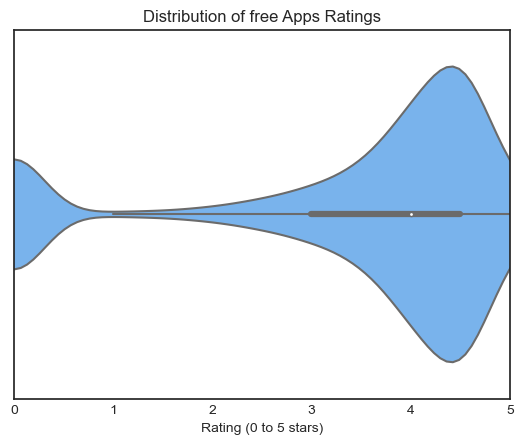 Distribution of free Apps Ratings
0 1 2 3 4 5
Rating (0 to 5 stars)